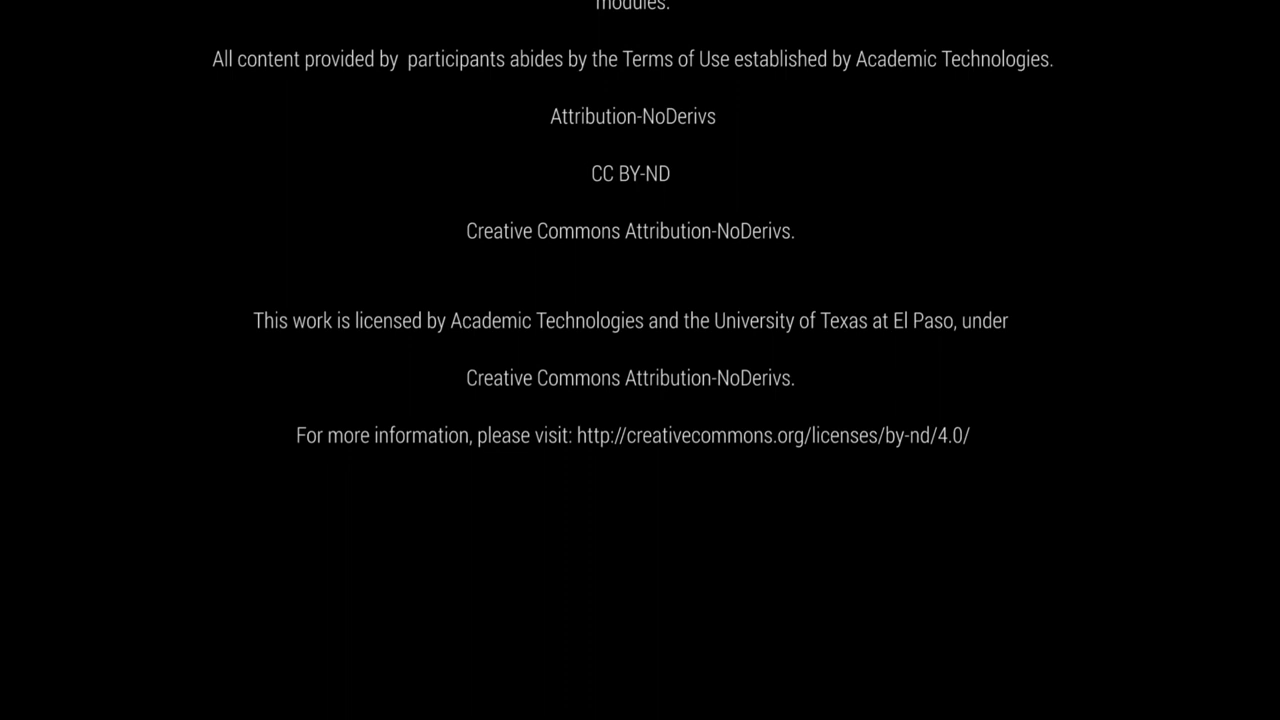 modules.
All content provided by  participants abides by the Terms of Use established by Academic Technologies.
Attribution-NoDerivs
CC BY-ND
Creative Commons Attribution-NoDerivs.
This work is licensed by Academic Technologies and the University of Texas at El Paso, under
Creative Commons Attribution-NoDerivs.
For more information, please visit: http://creativecommons.org/licenses/by-nd/4.0/